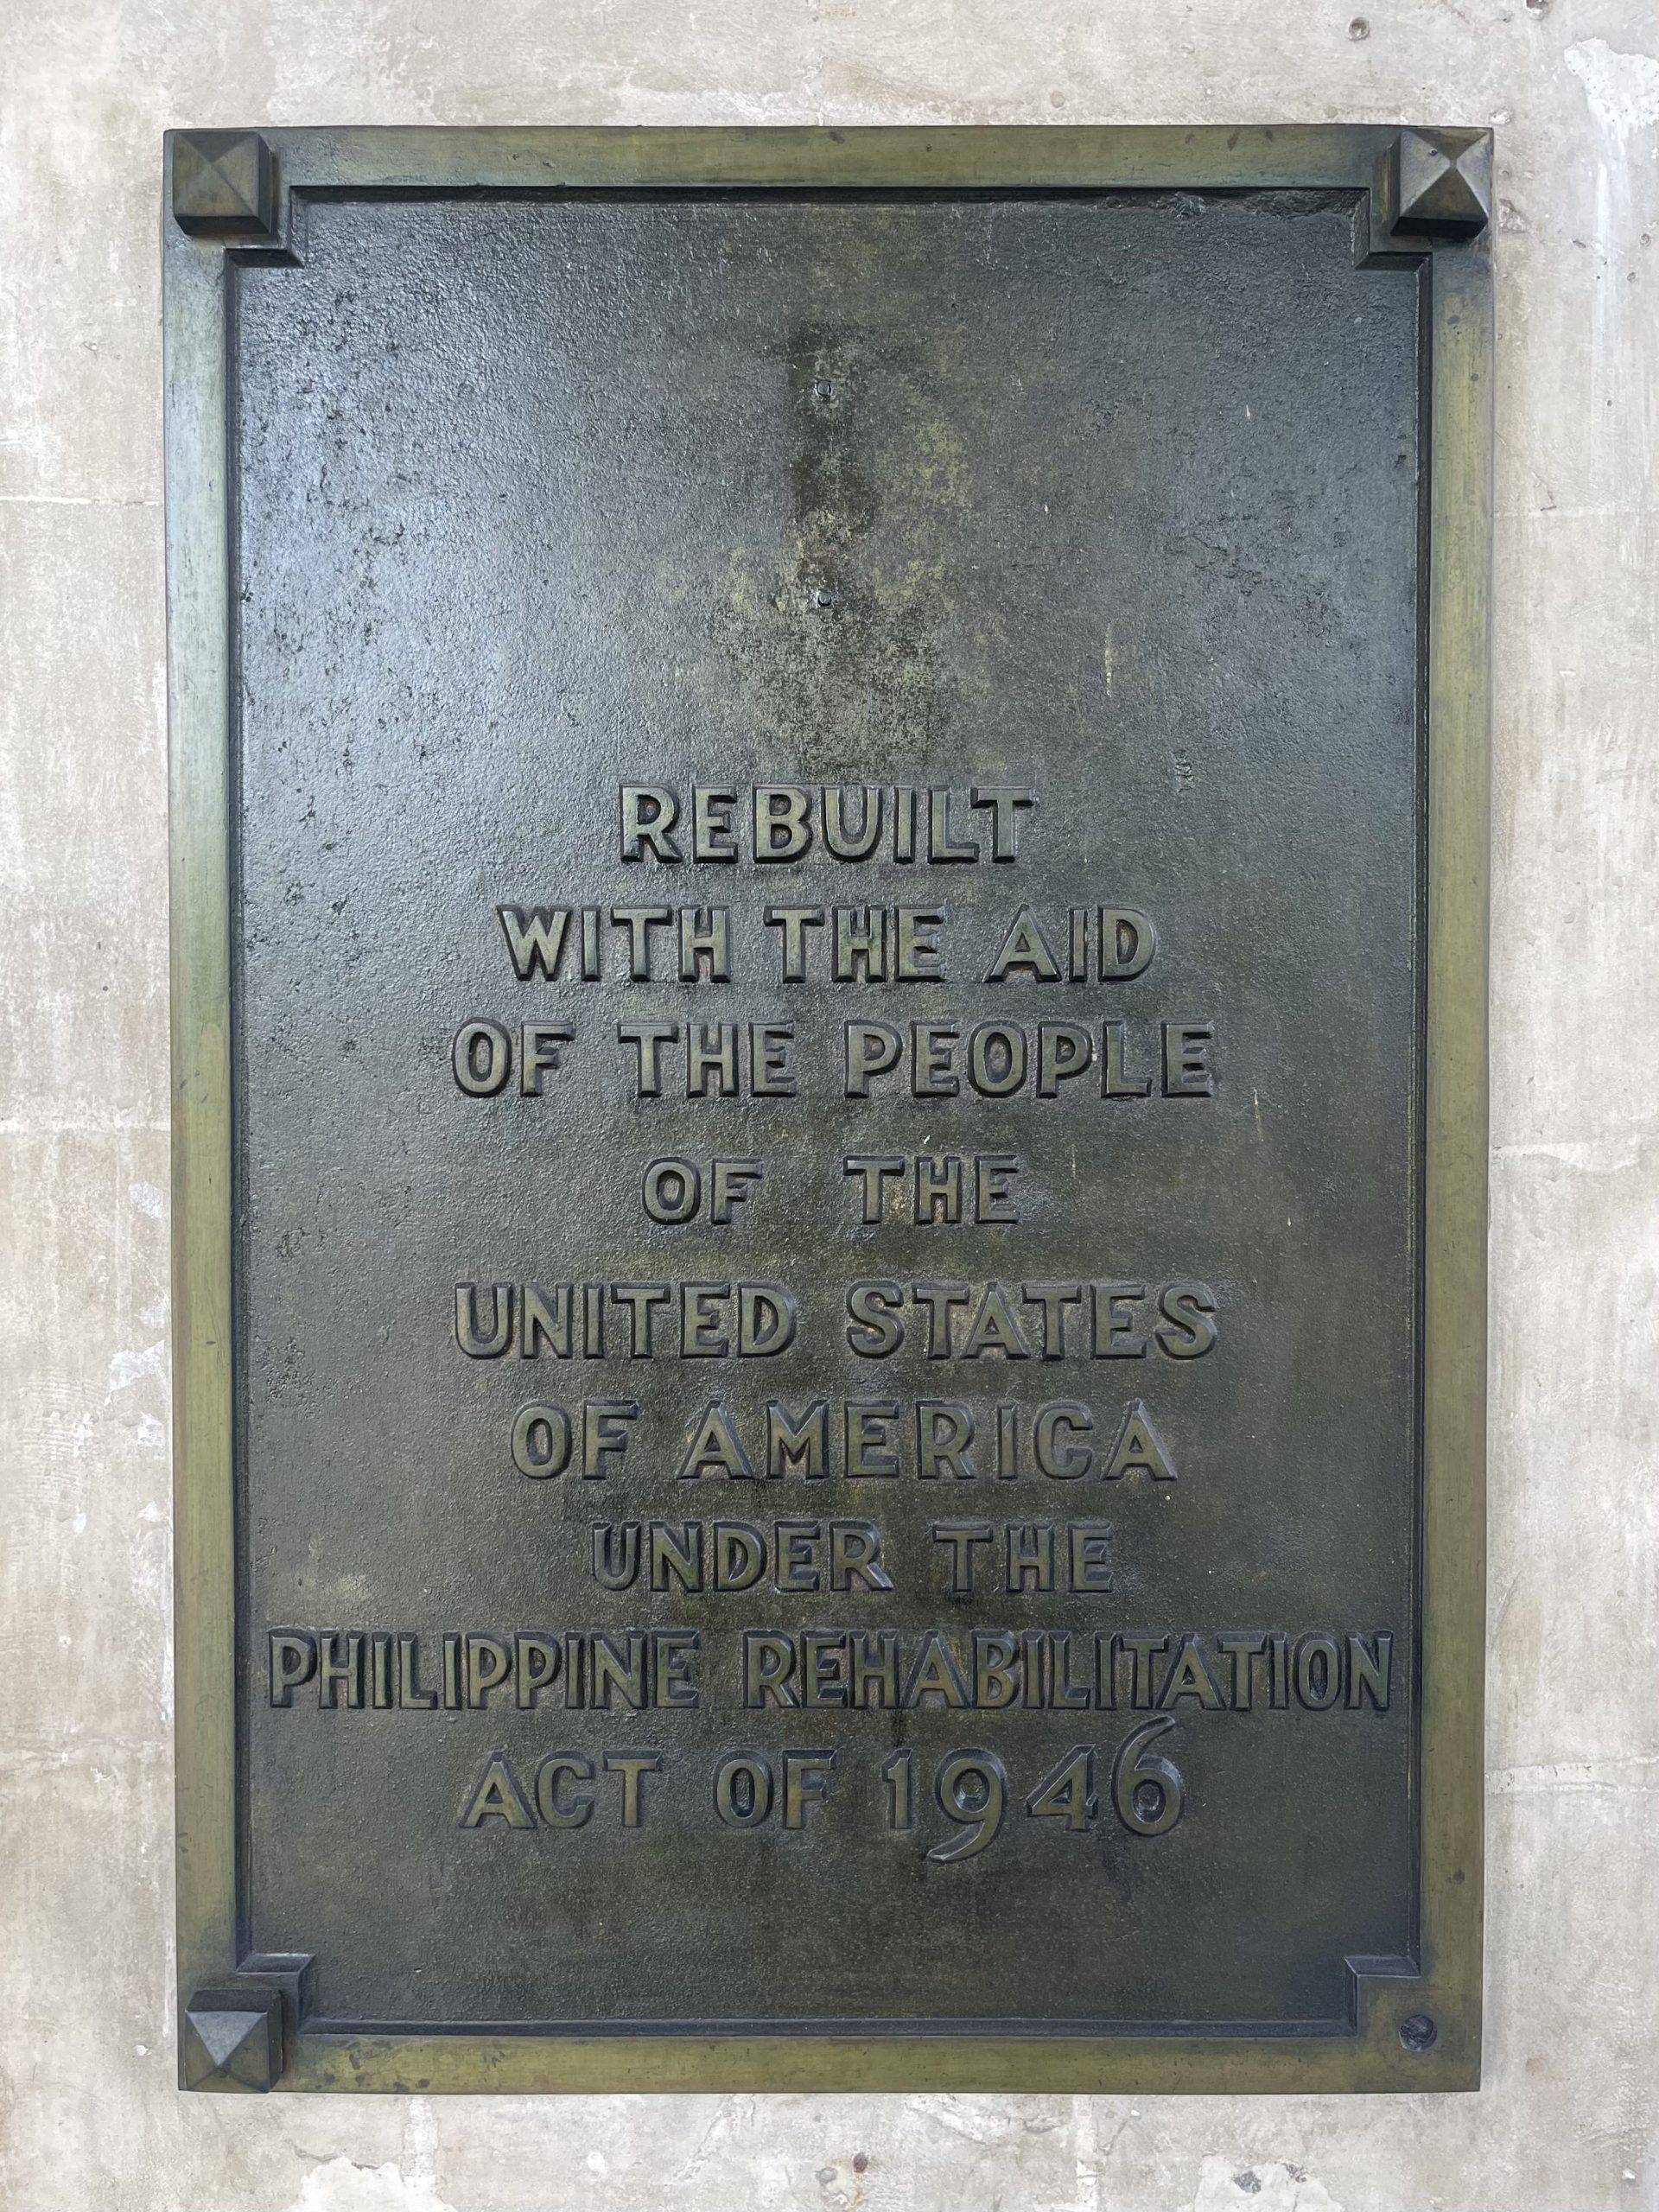 REBUILT
WITH THE AID
OF THE PEOPLE
OF THE
UNITED STATES
OF AMERICA
UNDER THE
PHILIPPINE REHABILITATION
ACT OF 1946